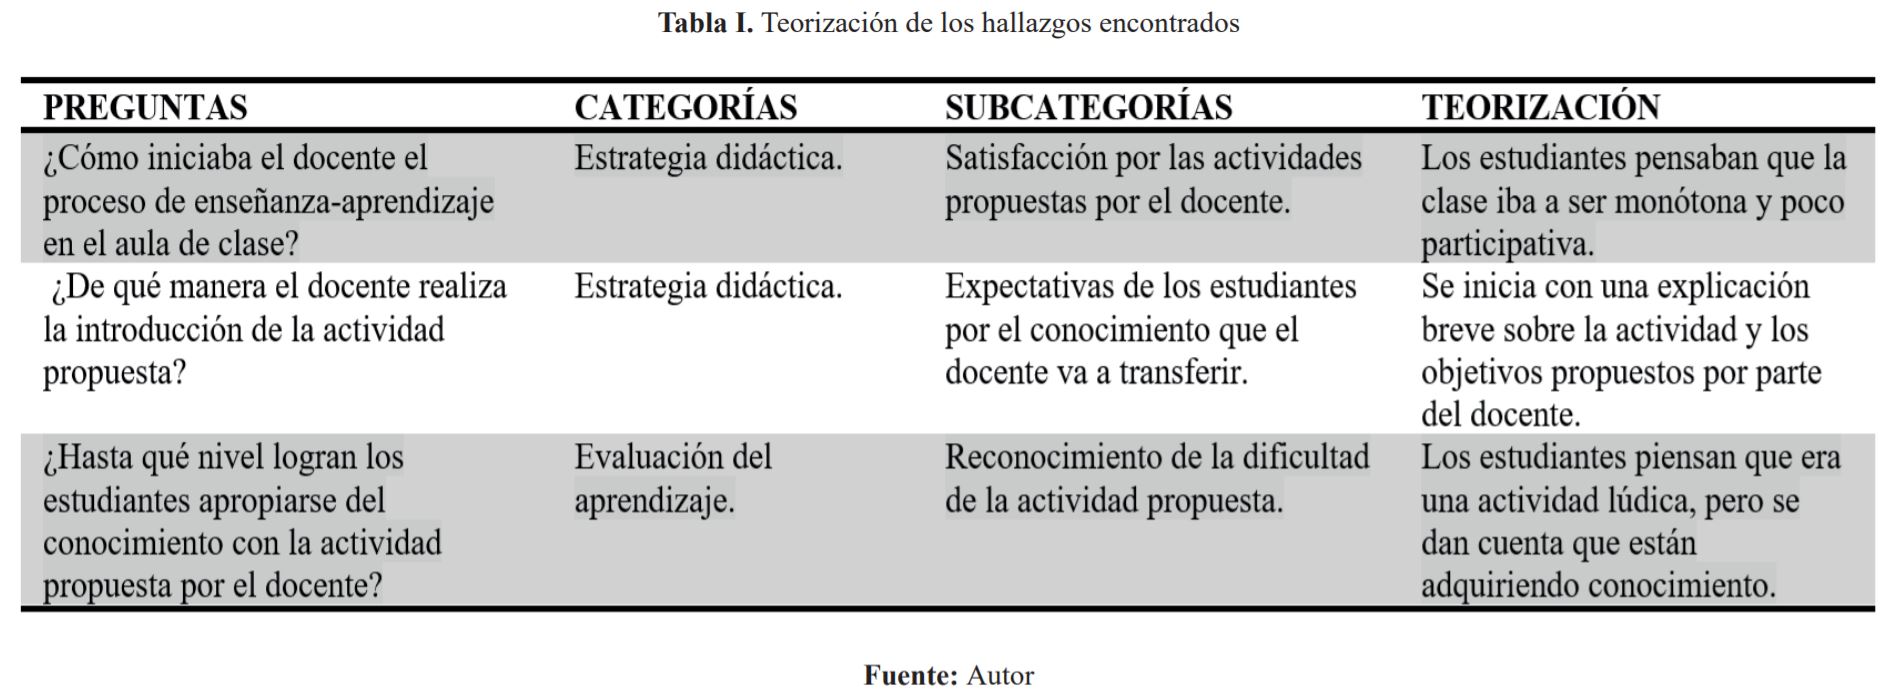 Tabla I. Teorización de los hallazgos encontrados
PREGUNTAS CATEGORÍAS SUBCATEGORÍAS TEORIZACIÓN
¿Cómo iniciaba el docente el
proceso de enseñanza-aprendizaje
en el aula de clase?
Estrategia didáctica.
Satisfacción por las actividades
propuestas por el docente.
Los estudiantes pensaban que la
clase iba a ser monótona y poco
participativa.
¿De qué manera el docente realiza
la introducción de la actividad
propuesta?
Estrategia didáctica.
Expectativas de los estudiantes
por el conocimiento que el
docente va a transferir.
Se inicia con una explicación
breve sobre la actividad y los
objetivos propuestos por parte
del docente.
¿Hasta qué nivel logran los
estudiantes apropiarse del
conocimiento con la actividad
propuesta por el docente?
Evaluación del
aprendizaje.
Reconocimiento de la dificultad
de la actividad propuesta.
Los estudiantes piensan que era
una actividad lúdica, pero se
dan cuenta que están
adquiriendo conocimiento.
Fuente: Autor